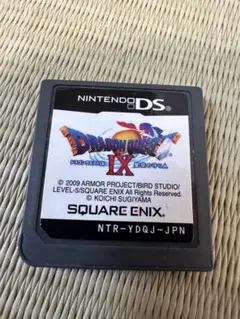 NINTENDO DS
DRAGON QUEST
IX
© 2009 ARMOR PROJECT/BIRD STUDIO/
LEVEL-5/SQUARE ENIX All Rights Reserved.
© KOICHI SUGIYAMA
SQUARE ENIX.
NTR-YDQJ-JPN